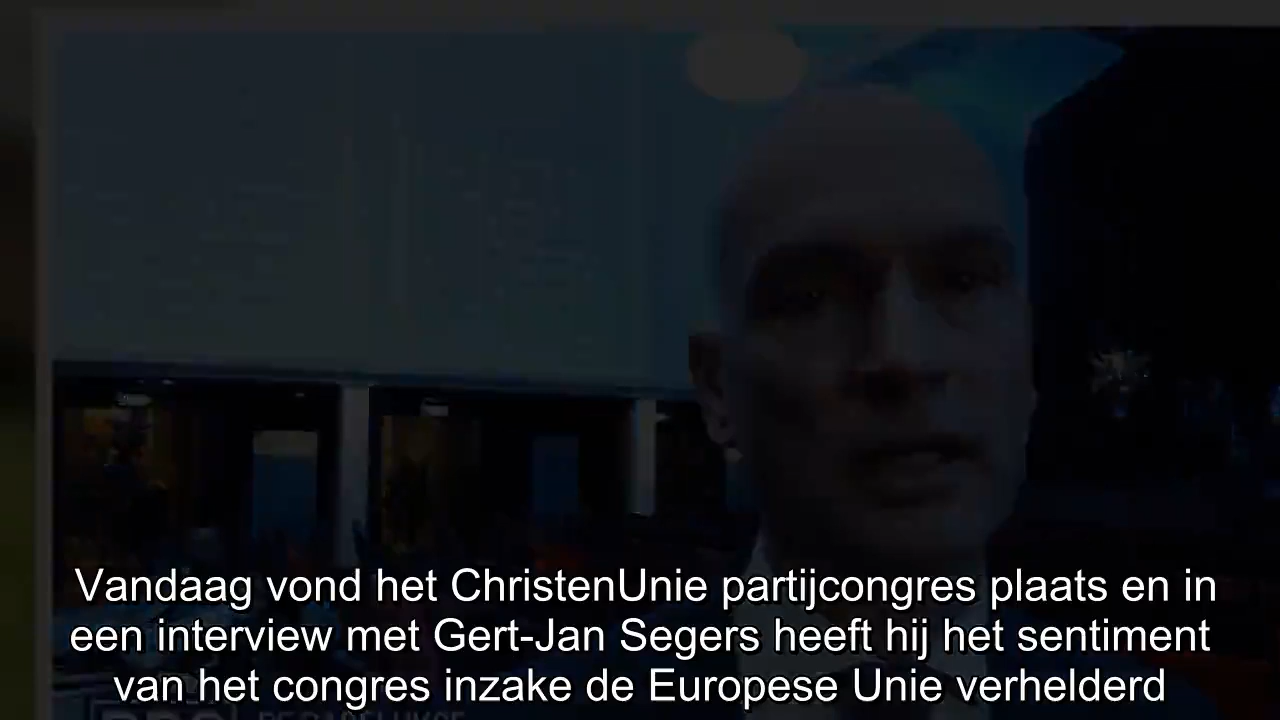 Vandaag vond het ChristenUnie partijcongres plaats en in
een interview met Gert-Jan Segers heeft hij het sentiment
van het congres inzake de Europese Unie verhelderd